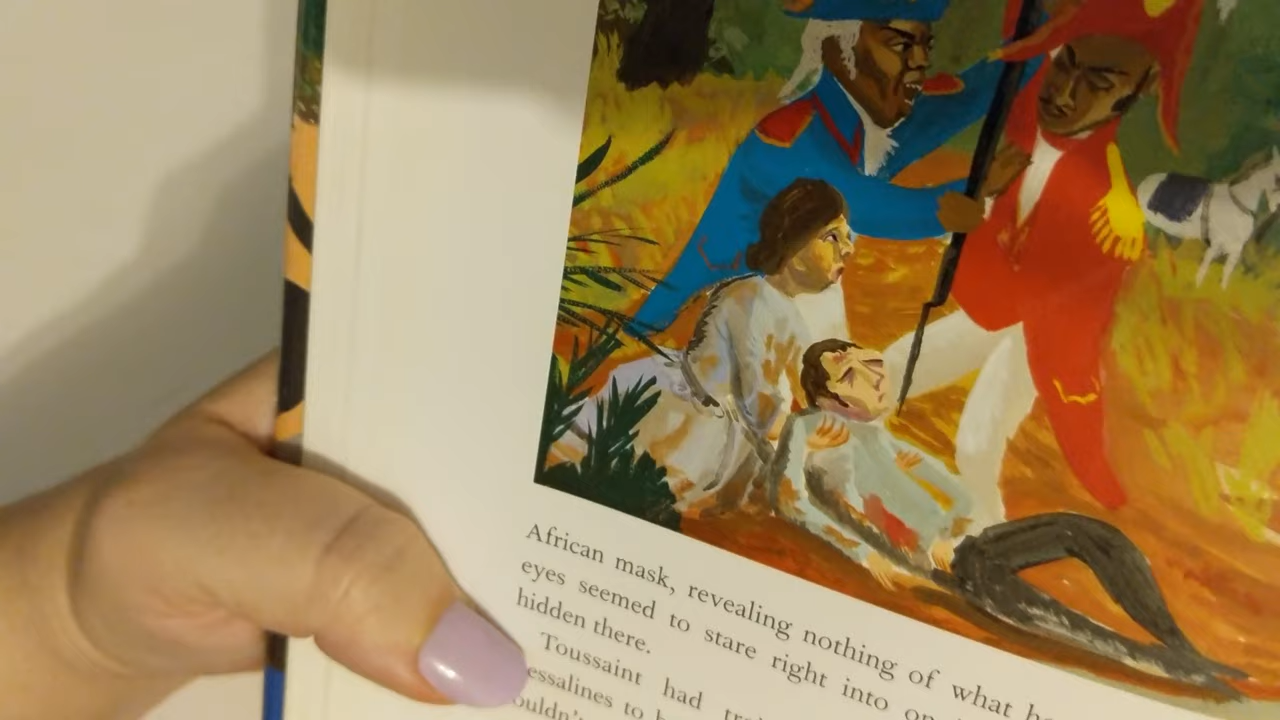 African mask, revealing nothing of what
eyes seemed to stare right into
hidden there.
Toussaint had
essalines to
ouldn't